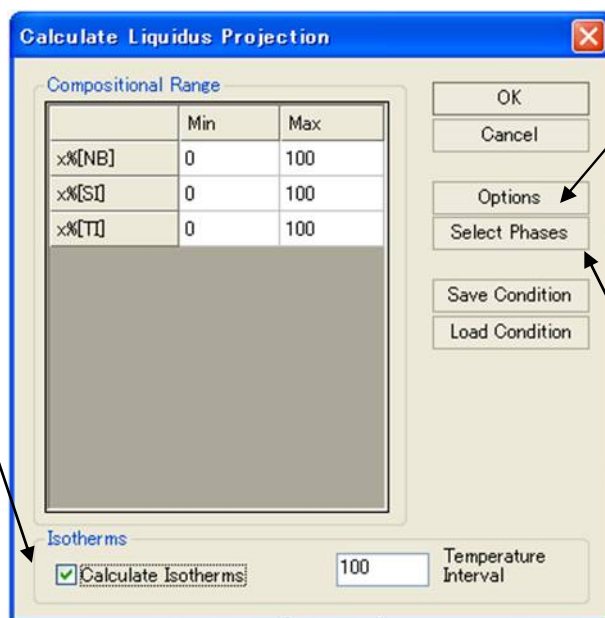 Calculate Liquidus Projection
Compositional Range
Min Max
x%[NB] 0 100
x%[SI] 0 100
x%[TI] 0 100
OK
Cancel
Options
Select Phases
Save Condition
Load Condition
Isotherms
Calculate Isotherms
100
Temperature
Interval